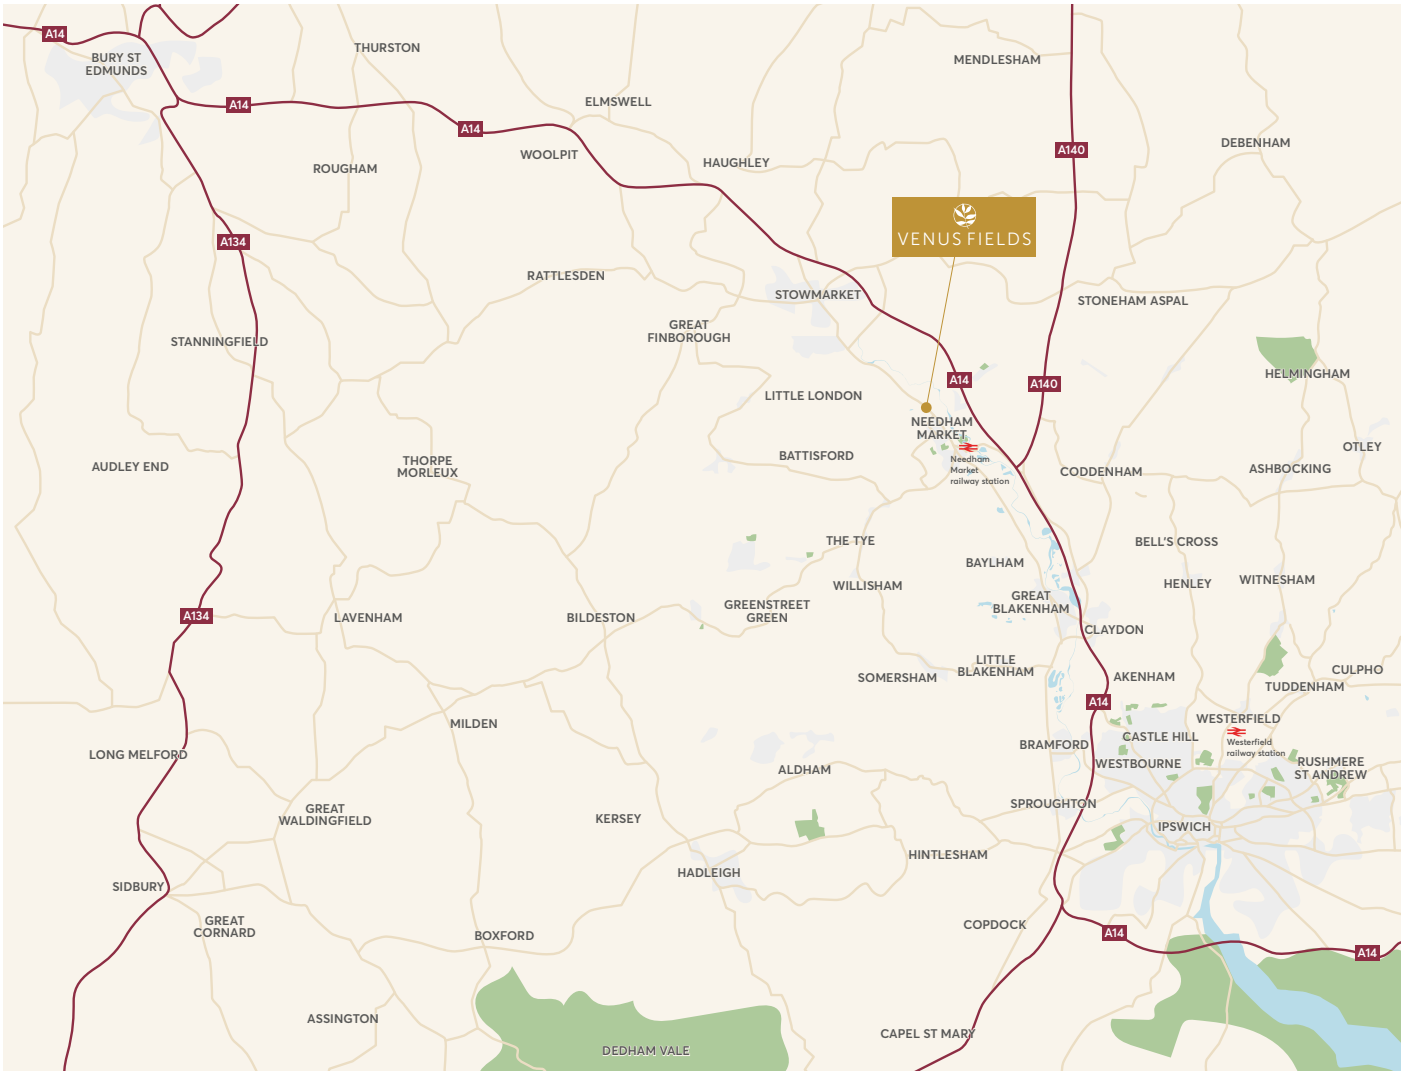 A14
BURY ST
EDMUNDS
THURSTON
MENDLESHAM
A14
ELMSWELL
A14
WOOLPIT
HAUGHLEY
A140
DEBENHAM
ROUGHAM
A134
VENUS FIELDS
RATTLESDEN
STOWMARKET
STONEHAM ASPAL
GREAT
FINBOROUGH
STANNINGFIELD
HELMINGHAM
A14
A140
LITTLE LONDON
NEEDHAM
MARKET
Needham
Market
railway station
OTLEY
AUDLEY END
THORPE
MORLEUX
BATTISFORD
CODDENHAM
ASHBOCKING
THE TYE
BELL'S CROSS
BAYLHAM
WILLISHAM
HENLEY
WITNESHAM
GREAT
BLAKENHAM
A134
LAVENHAM
BILDESTON
GREENSTREET
GREEN
CLAYDON
SOMERSHAM
LITTLE
BLAKENHAM
AKENHAM
CULPHO
TUDDENHAM
A14
MILDEN
WESTERFIELD
Westerfield
railway station
CASTLE HILL
BRAMFORD
LONG MELFORD
WESTBOURNE
RUSHMERE
ST ANDREW
ALDHAM
SPROUGHTON
GREAT
WALDINGFIELD
KERSEY
IPSWICH
HINTLESHAM
HADLEIGH
SIDBURY
GREAT
CORNARD
COPDOCK
BOXFORD
A14
A14
ASSINGTON
CAPEL ST MARY
DEDHAM VALE